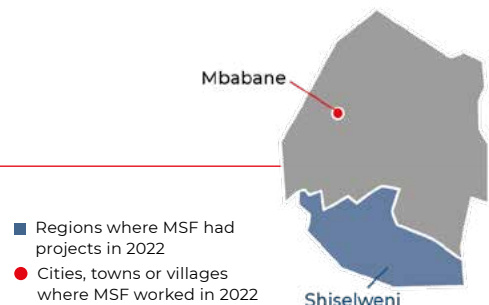 Mbabane
Regions where MSF had
projects in 2022
Cities, towns or villages
where MSF worked in 2022
Shiselweni